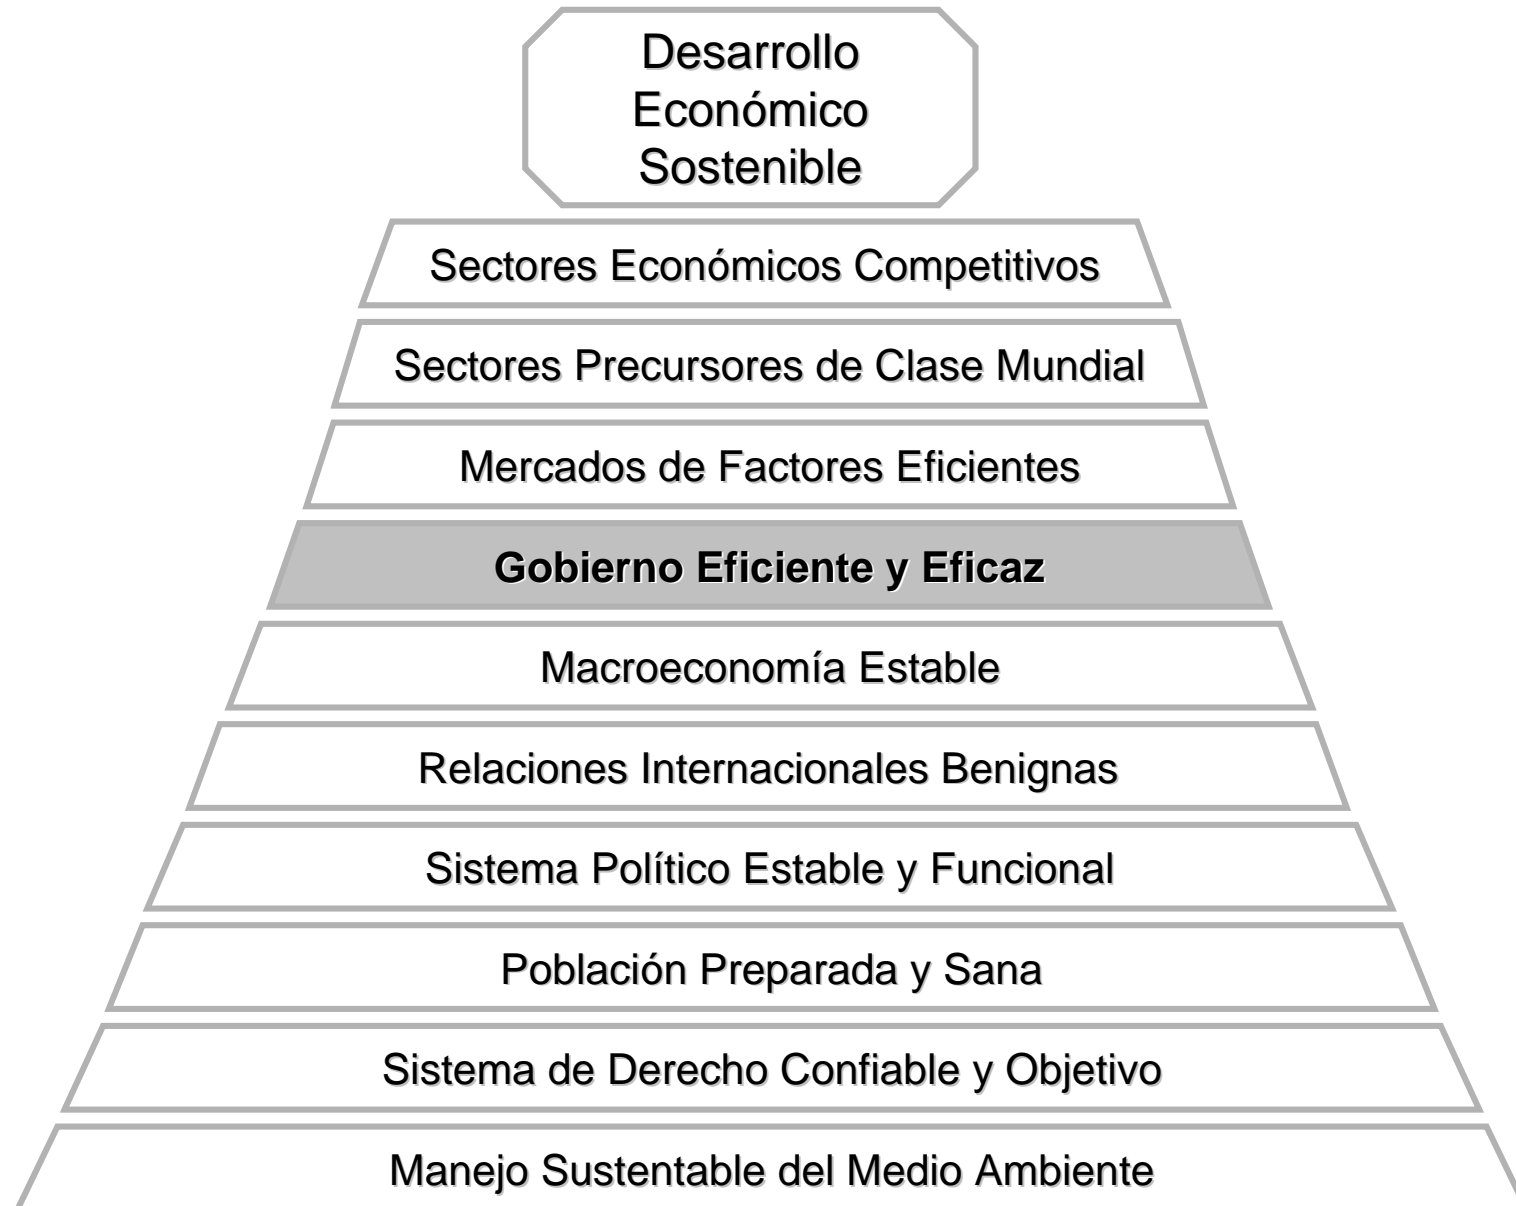 Desarrollo
Económico
Sostenible
Sectores Económicos Competitivos
Sectores Precursores de Clase Mundial
Mercados de Factores Eficientes
Gobierno Eficiente y Eficaz
Macroeconomía Estable
Relaciones Internacionales Benignas
Sistema Político Estable y Funcional
Población Preparada y Sana
Sistema de Derecho Confiable y Objetivo
Manejo Sustentable del Medio Ambiente